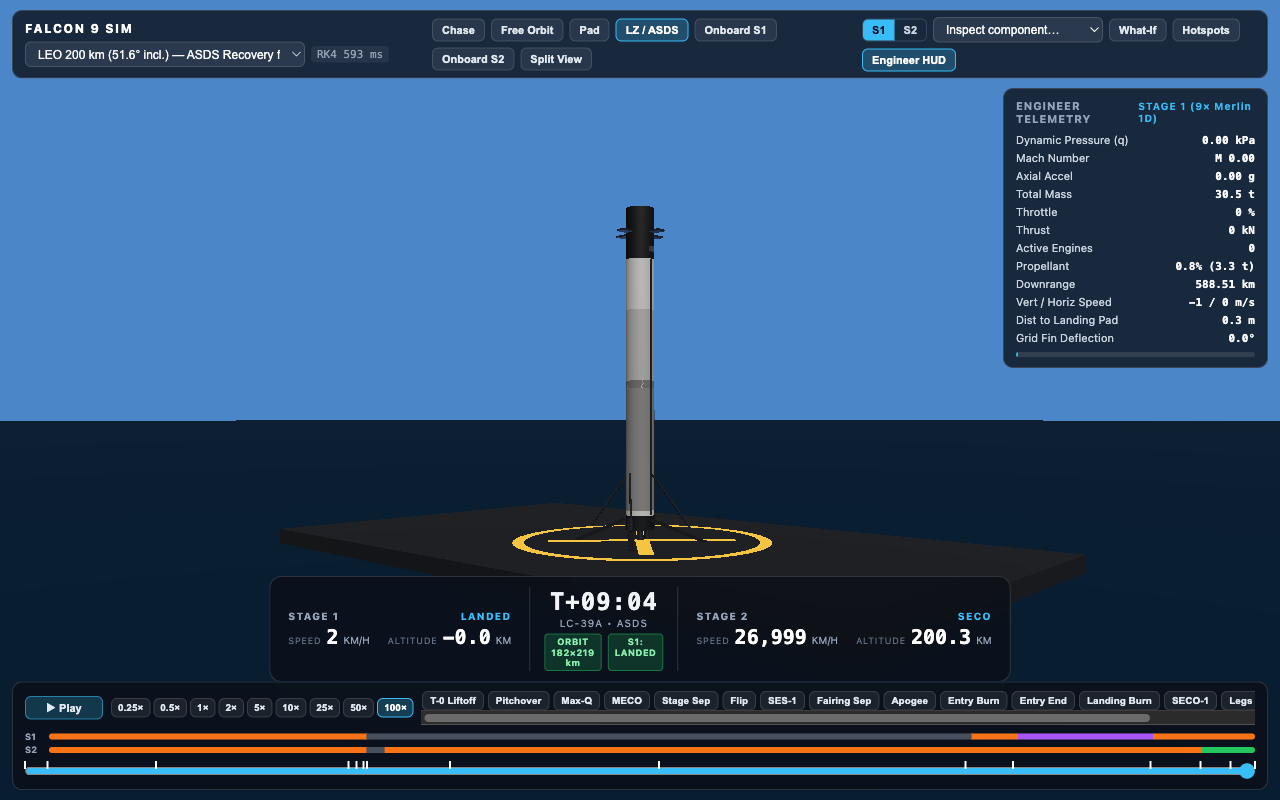 FALCON 9 SIM
LEO 200 km (51.6° incl.) — ASDS Recovery f
RK4 593 ms
Chase
Free Orbit
Pad
LZ / ASDS
Onboard S1
Onboard S2
Split View
S1
S2
Inspect component...
What-If
Hotspots
Engineer HUD
ENGINEER TELEMETRY
STAGE 1 (9× Merlin 1D)
Dynamic Pressure (q) 0.00 kPa
Mach Number M 0.00
Axial Accel 0.00 g
Total Mass 30.5 t
Throttle 0 %
Thrust 0 kN
Active Engines 0
Propellant 0.8% (3.3 t)
Downrange 588.51 km
Vert / Horiz Speed -1 / 0 m/s
Dist to Landing Pad 0.3 m
Grid Fin Deflection 0.0°
STAGE 1 LANDED
SPEED 2 KM/H ALTITUDE -0.0 KM
T+09:04
LC-39A • ASDS
ORBIT
182×219
km
S1:
LANDED
STAGE 2 SECO
SPEED 26,999 KM/H ALTITUDE 200.3 KM
▶ Play
0.25×
0.5×
1×
2×
5×
10×
25×
50×
100×
T-0 Liftoff
Pitchover
Max-Q
MECO
Stage Sep
Flip
SES-1
Fairing Sep
Apogee
Entry Burn
Entry End
Landing Burn
SECO-1
Legs
S1
S2